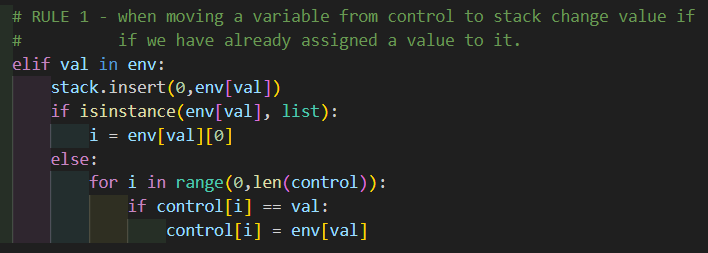 # RULE 1 - when moving a variable from control to stack change value if
#          if we have already assigned a value to it.
elif val in env:
    stack.insert(0,env[val])
    if isinstance(env[val], list):
        i = env[val][0]
    else:
        for i in range(0,len(control)):
            if control[i] == val:
                control[i] = env[val]